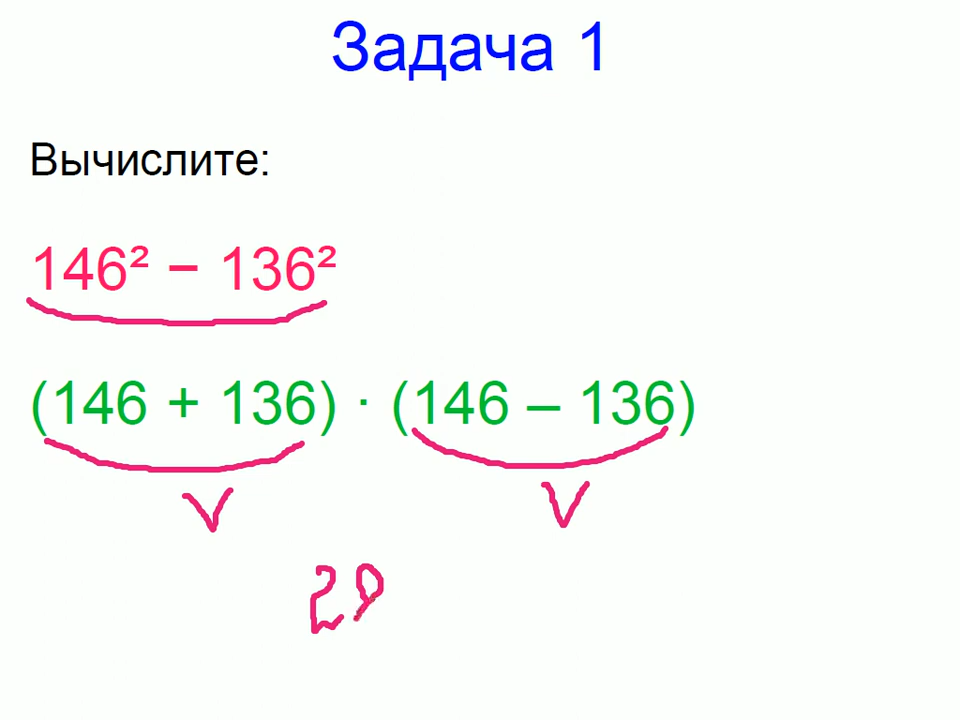 Задача 1
Вычислите:
146² − 136²
(146 + 136) · (146 – 136)